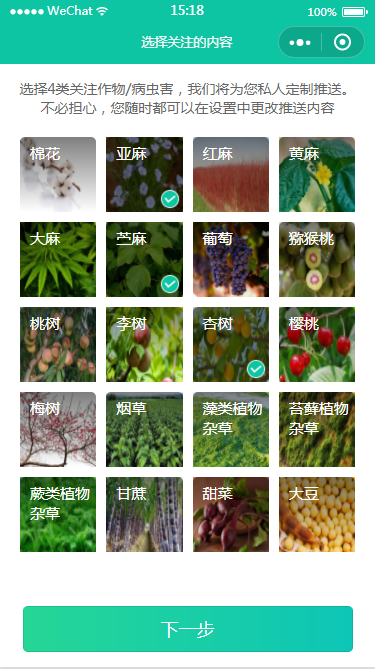 ●●●●● WeChat 15:18 100%
选择关注的内容
选择4类关注作物/病虫害，我们将为您私人定制推送。
不必担心，您随时都可以在设置中更改推送内容
棉花 亚麻 红麻 黄麻
大麻 苎麻 葡萄 猕猴桃
桃树 李树 杏树 樱桃
梅树 烟草 藻类植物 苔藓植物
杂草 杂草
蕨类植物 甘蔗 甜菜 大豆
杂草
下一步